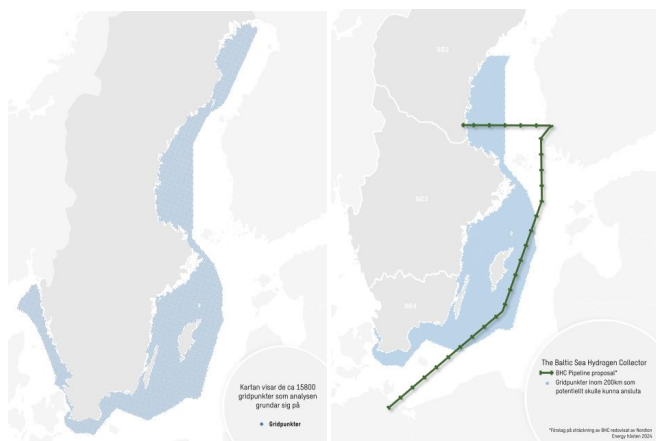 Kartan visar de ca 15800
gridpunkter som analysen
grundar sig på
Gridpunkter
SE2
SE3
SE4
The Baltic Sea Hydrogen Collector
BHC Pipeline proposal*
Gridpunkter inom 200km som
potentiellt skulle kunna ansluta
*Förslag på sträckning av BHC redovisat av Nordion
Energy hösten 2024